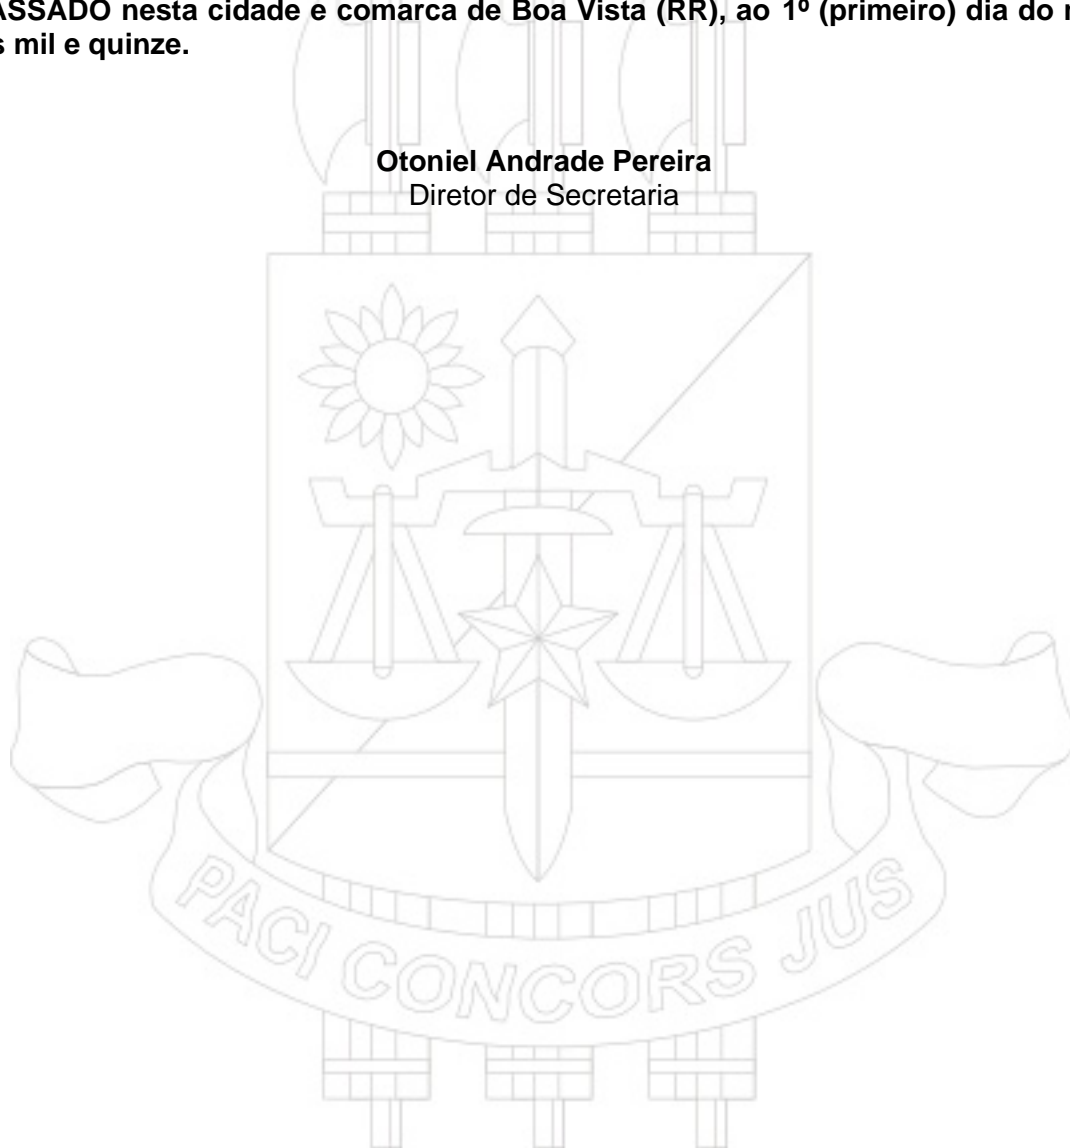 ASSADO nesta cidade e comarca de Boa Vista (RR), ao 1º (primeiro) dia do
s mil e quinze.
Otoniel Andrade Pereira
Diretor de Secretaria
PACI CONCORS JUS